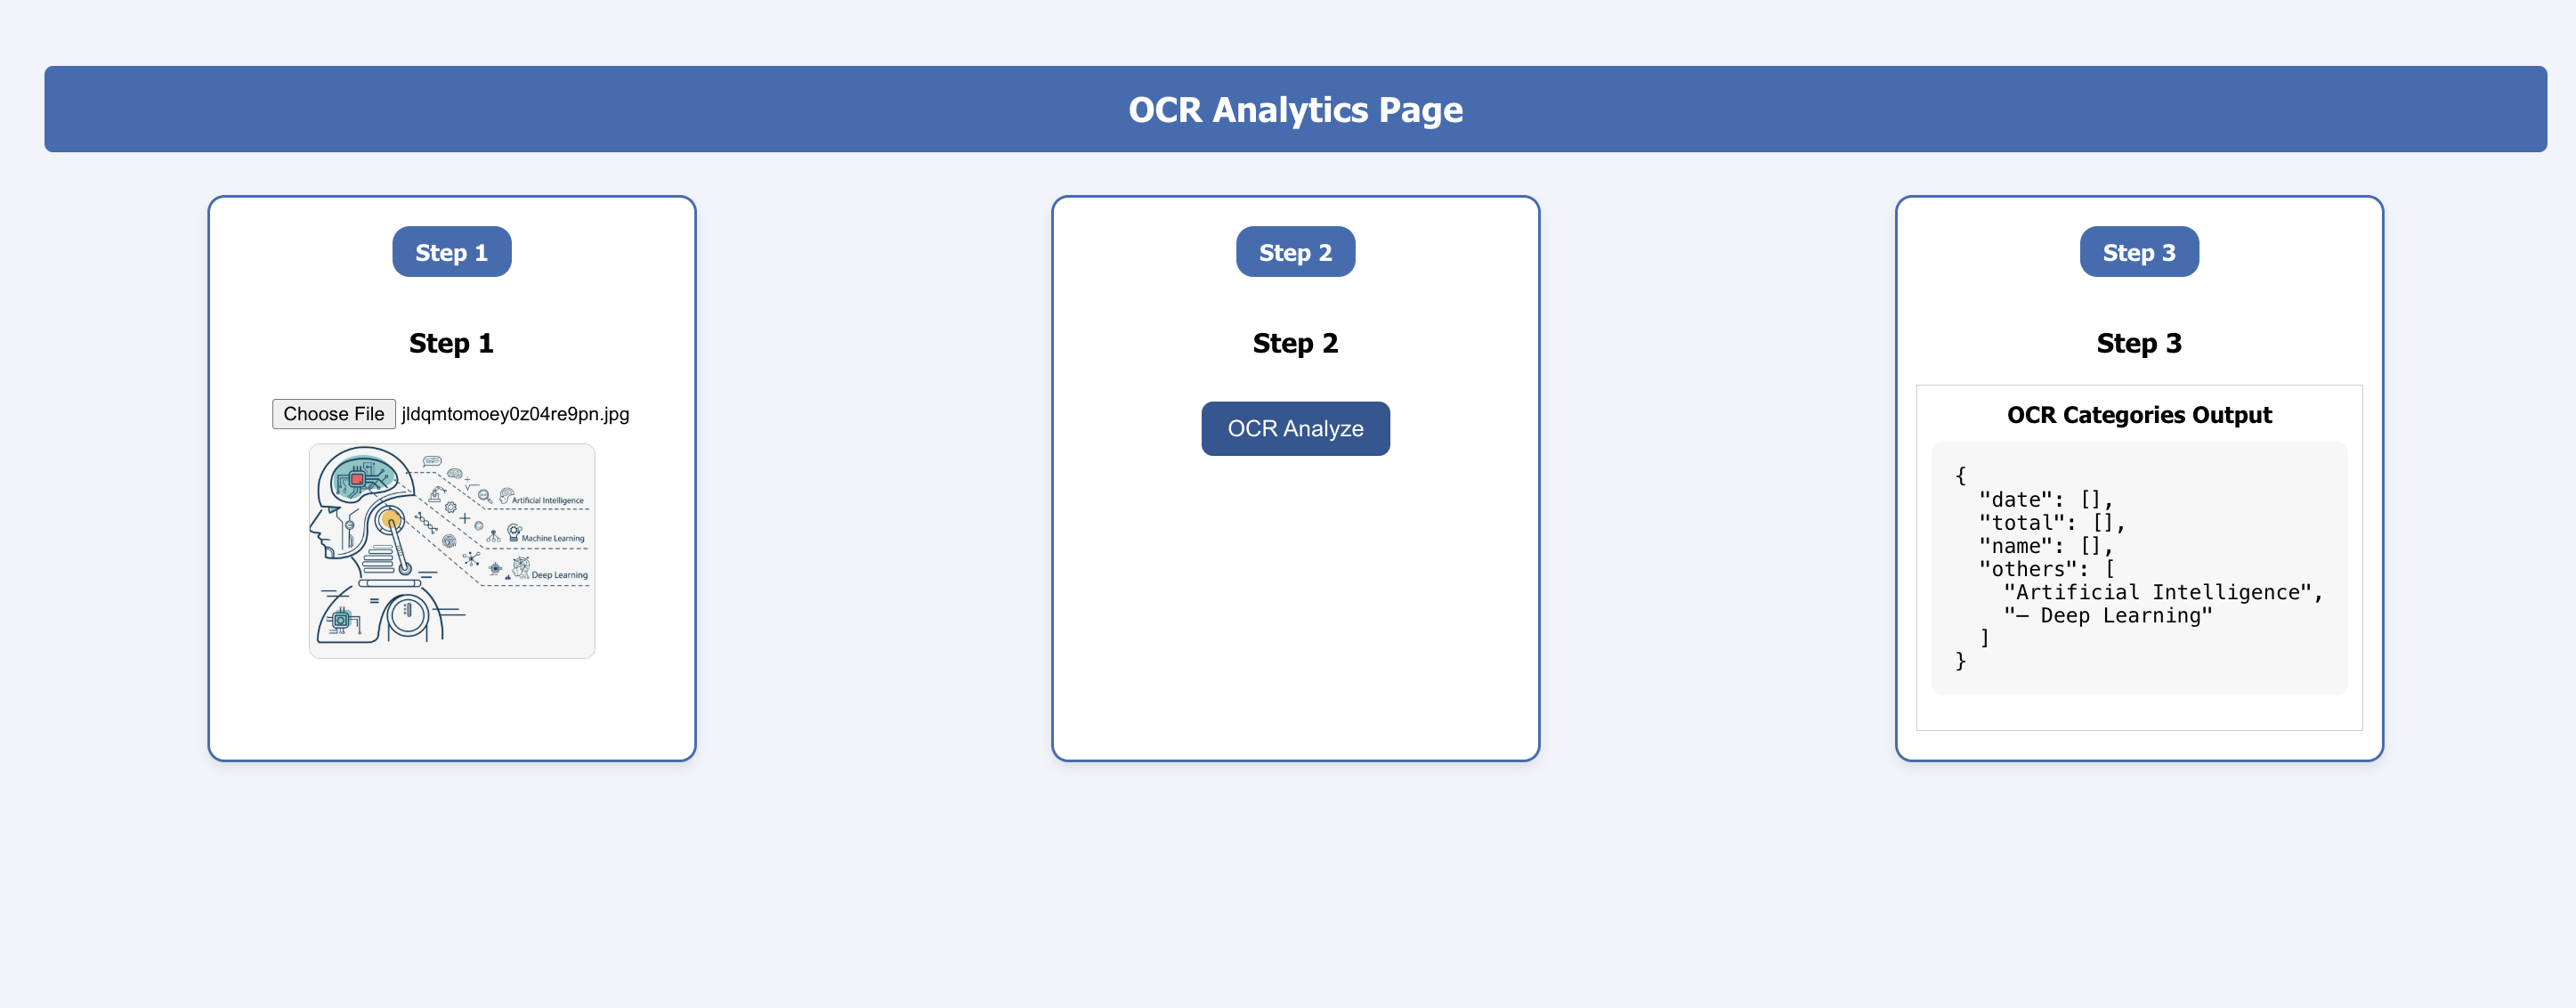 OCR Analytics Page
Step 1
Step 1
Choose File jldqmtomoey0z04re9pn.jpg
Artificial Intelligence
Machine Learning
Deep Learning
Step 2
Step 2
OCR Analyze
Step 3
Step 3
OCR Categories Output
{
"date": [],
"total": [],
"name": [],
"others": [
"Artificial Intelligence",
"— Deep Learning"
]
}